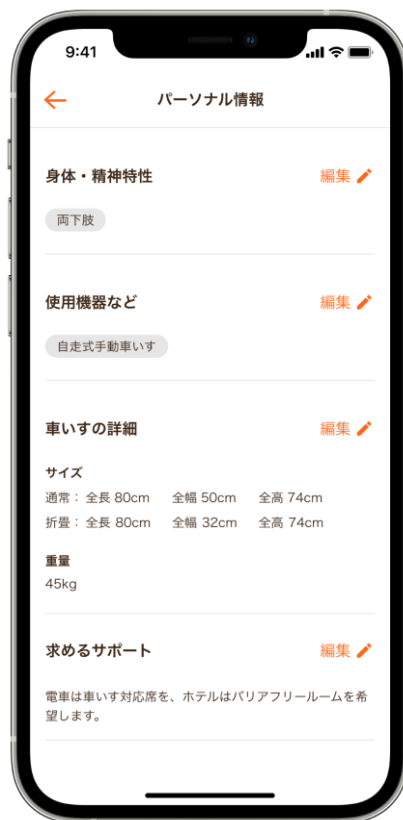 9:41
パーソナル情報
身体・精神特性 編集
両下肢
使用機器など 編集
自走式手動車いす
車いすの詳細 編集
サイズ
通常： 全長 80cm 全幅 50cm 全高 74cm
折畳： 全長 80cm 全幅 32cm 全高 74cm
重量
45kg
求めるサポート 編集
電車は車いす対応席を、ホテルはバリアフリールームを希
望します。